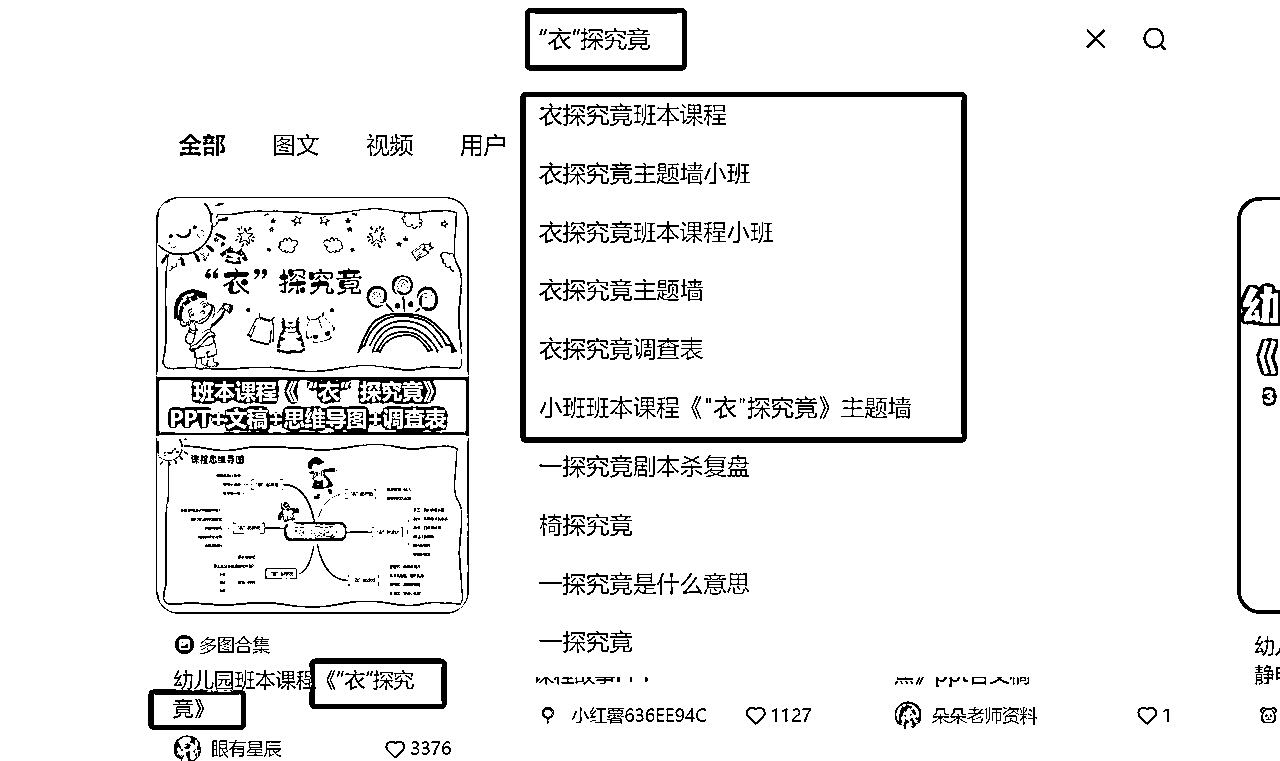 “衣“探究竟
全部
图文
视频
用户
衣探究竟班本课程
衣探究竟主题墙小班
衣探究竟班本课程小班
衣探究竟主题墙
衣探究竟调查表
小班班本课程《"衣"探究竟》主题墙
一探究竟剧本杀复盘
椅探究竟
一探究竟是什么意思
一探究竟
“衣”探究竟
班本课程《“衣“探究竟》
PPT+文稿+思维导图+调查表
课程思维导图
多图合集
幼儿园班本课程《“衣“探究
竟》
眼有星辰
3376
小红薯636EE94C
1127
朵朵老师资料
1
幼
《
3